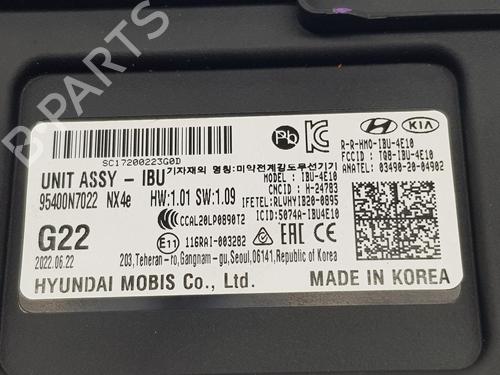 B PARTS
SC17200223G0D
Pb
HYUNDAI KIA
R-R-HMO-IBU-4E10
FCCID : TQ8-IBU-4E10
ANATEL: 03490-20-04902
UNIT ASSY - IBU
기자재의 명칭:미약전계강도무선기기
MODEL : IBU-4E10
95400N7022 NX4e HW:1.01 SW:1.09
CNCID : H-24783
IFETEL:RLVHYIB20-0895
G22
CCAL20LP0890T2
ICID:5074A-IBU4E10
2022.06.22
E11 116RAI-003282
203, Teheran-ro, Gangnam-gu, Seoul, 06141, Republic of Korea
HYUNDAI MOBIS Co., Ltd. MADE IN KOREA